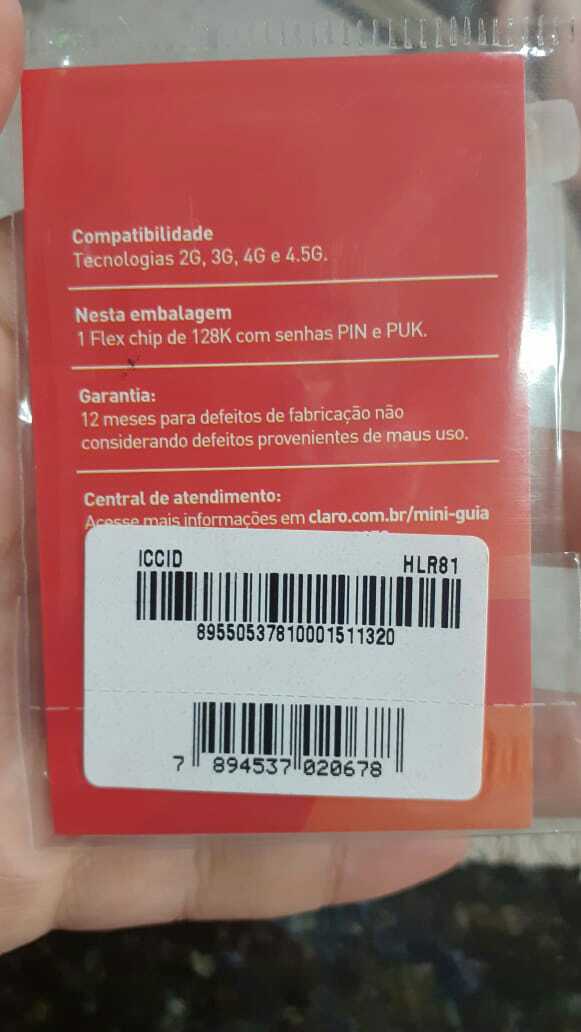 Compatibilidade
Tecnologias 2G, 3G, 4G e 4.5G.
Nesta embalagem
1 Flex chip de 128K com senhas PIN e PUK.
Garantia:
12 meses para defeitos de fabricação não
considerando defeitos provenientes de maus uso.
Central de atendimento:
Acesse mais informações em claro.com.br/mini-guia
ICCID HLR81
89550537810001511320
7 894537 020678